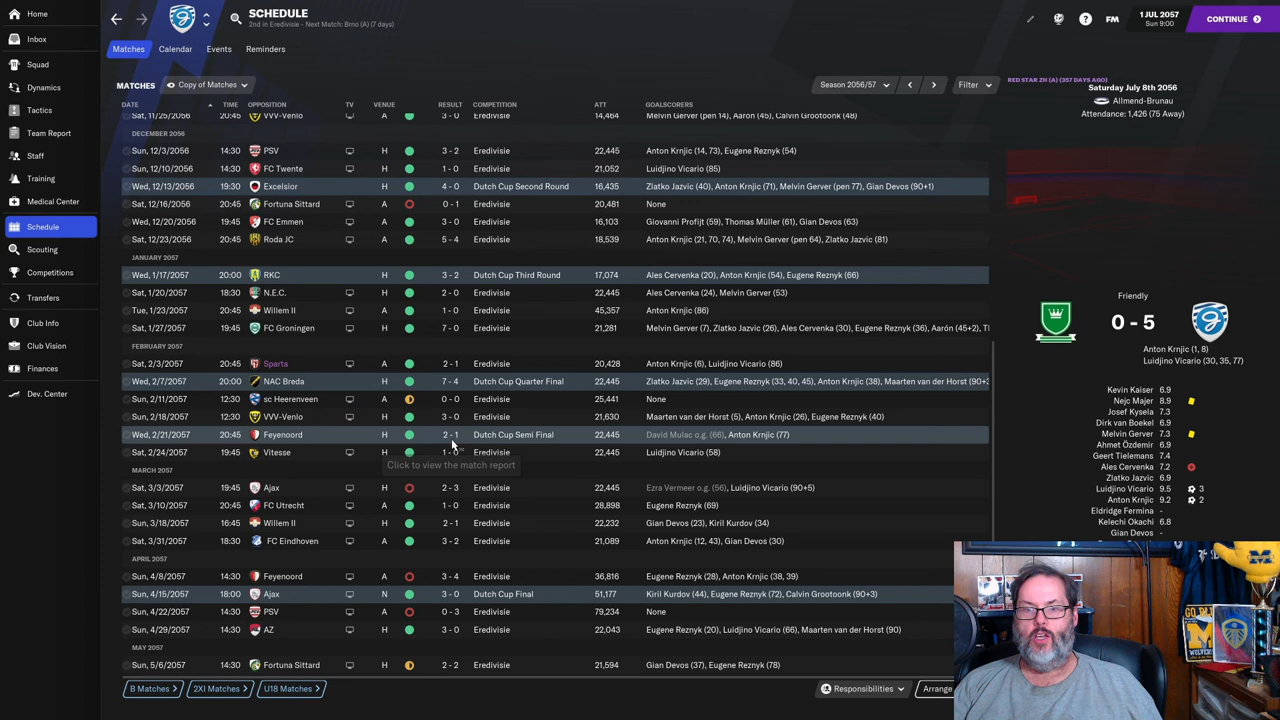 Home
Inbox
Squad
Dynamics
Tactics
Team Report
Staff
Training
Medical Center
Schedule
Scouting
Competitions
Transfers
Club Info
Club Vision
Finances
Dev. Center
SCHEDULE
2nd in Eredivisie - Next Match: Brno (A) (7 days)
FM
1 JUL 2057
Sun 9:00
CONTINUE
Matches Calendar Events Reminders
MATCHES Copy of Matches Season 2056/57 Filter
DATE TIME OPPOSITION TV VENUE RESULT COMPETITION ATT GOALSCORERS
Sat, 11/25/2056 20:45 VVV-Venlo A 3 - 0 Eredivisie 14,464 Melvin Gerver (pen 14), Aaron (45), Calvin Grootoonk (48)
DECEMBER 2056
Sun, 12/3/2056 14:30 PSV H 3 - 2 Eredivisie 22,445 Anton Krnjic (14, 73), Eugene Reznyk (54)
Sun, 12/10/2056 14:30 FC Twente H 1 - 0 Eredivisie 21,052 Luidjino Vicario (85)
Wed, 12/13/2056 19:30 Excelsior H 4 - 0 Dutch Cup Second Round 16,435 Zlatko Jazvic (40), Anton Krnjic (71), Melvin Gerver (pen 77), Gian Devos (90+1)
Sat, 12/16/2056 20:45 Fortuna Sittard A 0 - 1 Eredivisie 20,481 None
Wed, 12/20/2056 19:45 FC Emmen H 3 - 0 Eredivisie 16,103 Giovanni Profijt (59), Thomas Müller (61), Gian Devos (63)
Sat, 12/23/2056 20:45 Roda JC A 5 - 4 Eredivisie 18,539 Anton Krnjic (21, 70, 74), Melvin Gerver (pen 64), Zlatko Jazvic (81)
JANUARY 2057
Wed, 1/17/2057 20:00 RKC H 3 - 2 Dutch Cup Third Round 17,074 Ales Cervenka (20), Anton Krnjic (54), Eugene Reznyk (66)
Sat, 1/20/2057 18:30 N.E.C. H 2 - 0 Eredivisie 22,445 Ales Cervenka (24), Melvin Gerver (53)
Tue, 1/23/2057 20:45 Willem II A 1 - 0 Eredivisie 45,357 Anton Krnjic (86)
Sat, 1/27/2057 19:45 FC Groningen H 7 - 0 Eredivisie 21,281 Melvin Gerver (7), Zlatko Jazvic (26), Ales Cervenka (30), Eugene Reznyk (36), Aarón (45+2), Tl
FEBRUARY 2057
Sat, 2/3/2057 20:45 Sparta A 2 - 1 Eredivisie 20,428 Anton Krnjic (6), Luidjino Vicario (86)
Wed, 2/7/2057 20:00 NAC Breda H 7 - 4 Dutch Cup Quarter Final 22,445 Zlatko Jazvic (29), Eugene Reznyk (33, 40, 45), Anton Krnjic (38), Maarten van der Horst (90+3
Sun, 2/11/2057 12:30 sc Heerenveen A 0 - 0 Eredivisie 25,441 None
Sun, 2/18/2057 12:30 VVV-Venlo H 3 - 0 Eredivisie 21,630 Maarten van der Horst (5), Anton Krnjic (26), Eugene Reznyk (40)
Wed, 2/21/2057 20:45 Feyenoord H 2 - 1 Dutch Cup Semi Final 22,445 David Mulac o.g. (66), Anton Krnjic (77)
Sat, 2/24/2057 19:45 Vitesse H 1 - 0 Eredivisie 22,445 Luidjino Vicario (58)
Click to view the match report
MARCH 2057
Sat, 3/3/2057 19:45 Ajax H 2 - 3 Eredivisie 22,445 Ezra Vermeer o.g. (56), Luidjino Vicario (90+5)
Sat, 3/10/2057 20:45 FC Utrecht A 1 - 0 Eredivisie 28,898 Eugene Reznyk (69)
Sun, 3/18/2057 16:45 Willem II H 2 - 1 Eredivisie 22,232 Gian Devos (23), Kiril Kurdov (34)
Sat, 3/31/2057 18:30 FC Eindhoven A 3 - 2 Eredivisie 21,089 Anton Krnjic (12, 43), Gian Devos (30)
APRIL 2057
Sun, 4/8/2057 14:30 Feyenoord A 3 - 4 Eredivisie 36,816 Eugene Reznyk (28), Anton Krnjic (38, 39)
Sun, 4/15/2057 18:00 Ajax N 3 - 0 Dutch Cup Final 51,177 Kiril Kurdov (44), Eugene Reznyk (72), Calvin Grootoonk (90+3)
Sun, 4/22/2057 14:30 PSV A 0 - 3 Eredivisie 79,234 None
Sun, 4/29/2057 14:30 AZ H 3 - 0 Eredivisie 22,043 Eugene Reznyk (20), Luidjino Vicario (66), Maarten van der Horst (90)
MAY 2057
Sun, 5/6/2057 14:30 Fortuna Sittard H 2 - 2 Eredivisie 21,594 Gian Devos (37), Eugene Reznyk (78)
B Matches 2XI Matches U18 Matches Responsibilities Arrange
RED STAR ZH (A) (357 DAYS AGO)
Saturday July 8th 2056
Allmend-Brunau
Attendance: 1,426 (75 Away)
Friendly
0 - 5
Anton Krnjic (1, 8)
Luidjino Vicario (30, 35, 77)
Kevin Kaiser 6.9
Nejc Majer 8.9
Josef Kysela 7.3
Dirk van Boekel 6.9
Melvin Gerver 7.3
Ahmet Özdemir 6.9
Geert Tielemans 7.4
Ales Cervenka 7.2
Zlatko Jazvic 6.9
Luidjino Vicario 9.5 3
Anton Krnjic 9.2 2
Eldridge Fermina -
Kelechi Okachi 6.8
Gian Devos -
GO BLUE
M